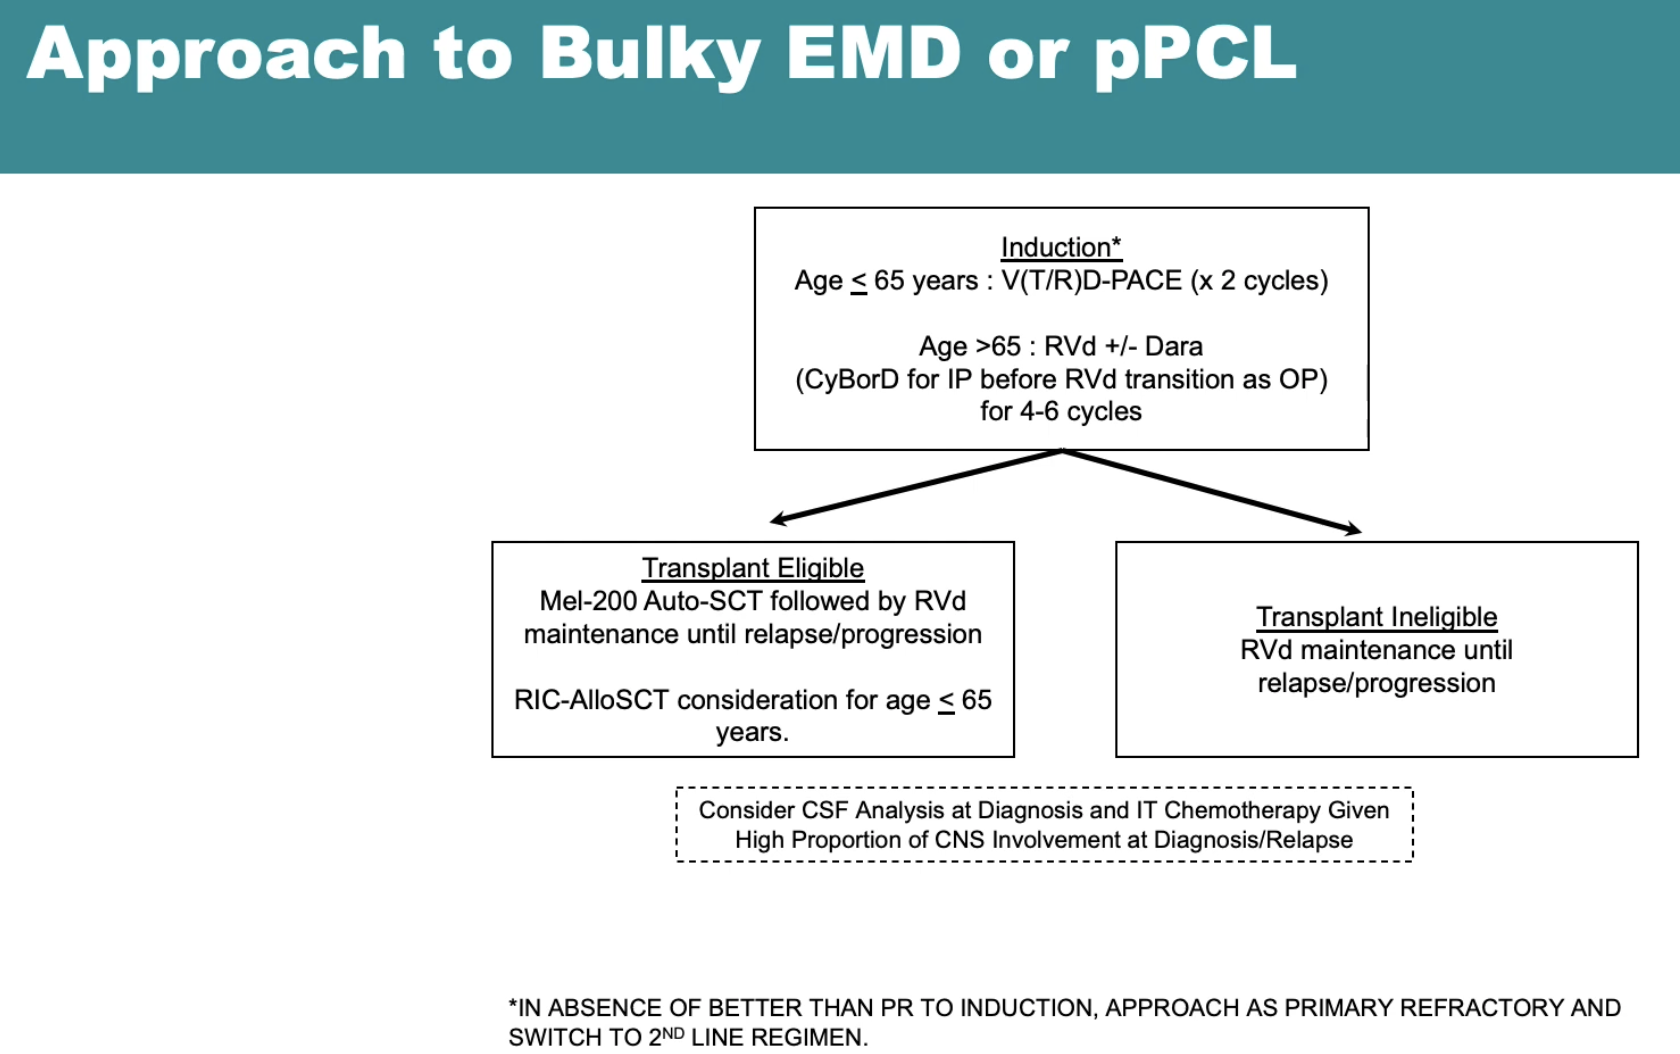 Approach to Bulky EMD or pPCL
Induction*
Age ≤ 65 years : V(T/R)D-PACE (x 2 cycles)
Age >65 : RVd +/- Dara
(CyBorD for IP before RVd transition as OP)
for 4-6 cycles
Transplant Eligible
Mel-200 Auto-SCT followed by RVd
maintenance until relapse/progression
RIC-AlloSCT consideration for age ≤ 65
years.
Transplant Ineligible
RVd maintenance until
relapse/progression
Consider CSF Analysis at Diagnosis and IT Chemotherapy Given
High Proportion of CNS Involvement at Diagnosis/Relapse
*IN ABSENCE OF BETTER THAN PR TO INDUCTION, APPROACH AS PRIMARY REFRACTORY AND
SWITCH TO 2ND LINE REGIMEN.